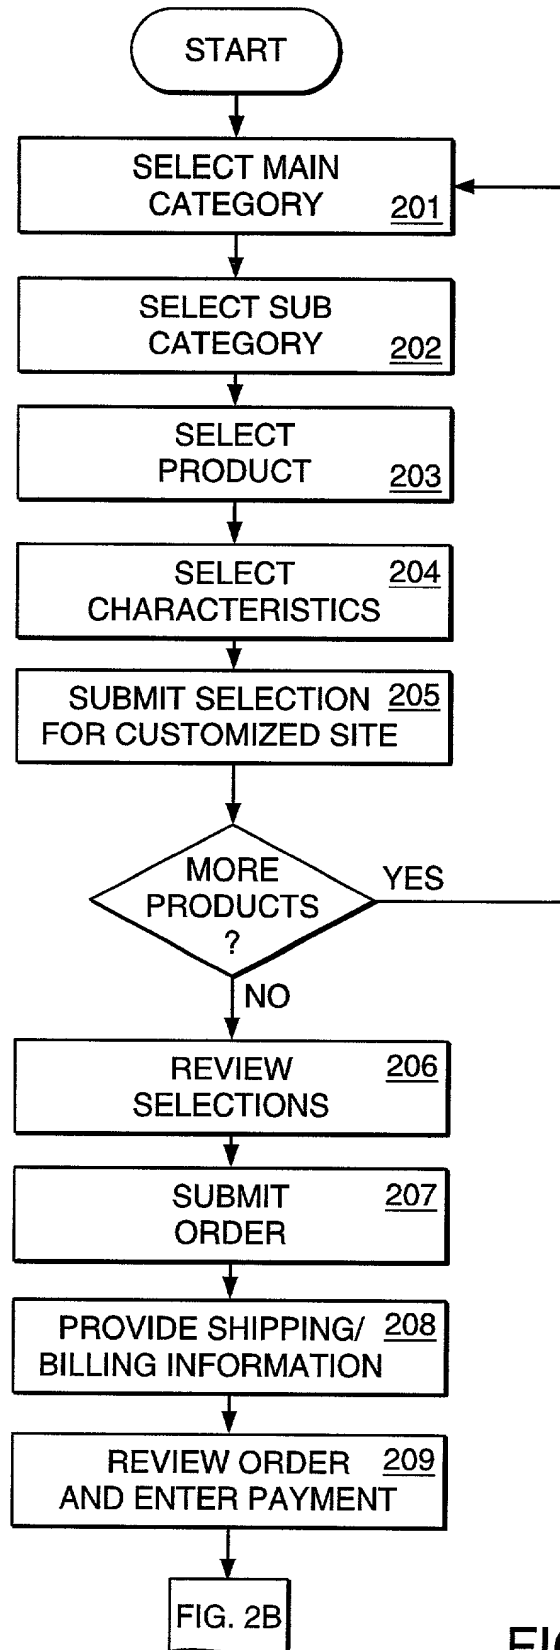 START
SELECT MAIN
CATEGORY 201
SELECT SUB
CATEGORY 202
SELECT
PRODUCT 203
SELECT 204
CHARACTERISTICS
SUBMIT SELECTION 205
FOR CUSTOMIZED SITE
MORE
PRODUCTS
?
YES
NO
REVIEW 206
SELECTIONS
SUBMIT 207
ORDER
PROVIDE SHIPPING/ 208
BILLING INFORMATION
REVIEW ORDER 209
AND ENTER PAYMENT
FIG. 2B